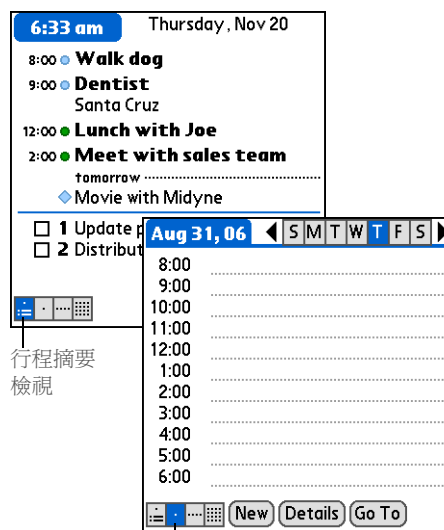 6:33 am Thursday, Nov 20
8:00 Walk dog
9:00 Dentist
Santa Cruz
12:00 Lunch with Joe
2:00 Meet with sales team
tomorrow
Movie with Midyne
1 Update
2 Distribut
行程摘要
檢視
Aug 31, 06 S M T W T F S
8:00
9:00
10:00
11:00
12:00
1:00
2:00
3:00
4:00
5:00
6:00
New Details Go To